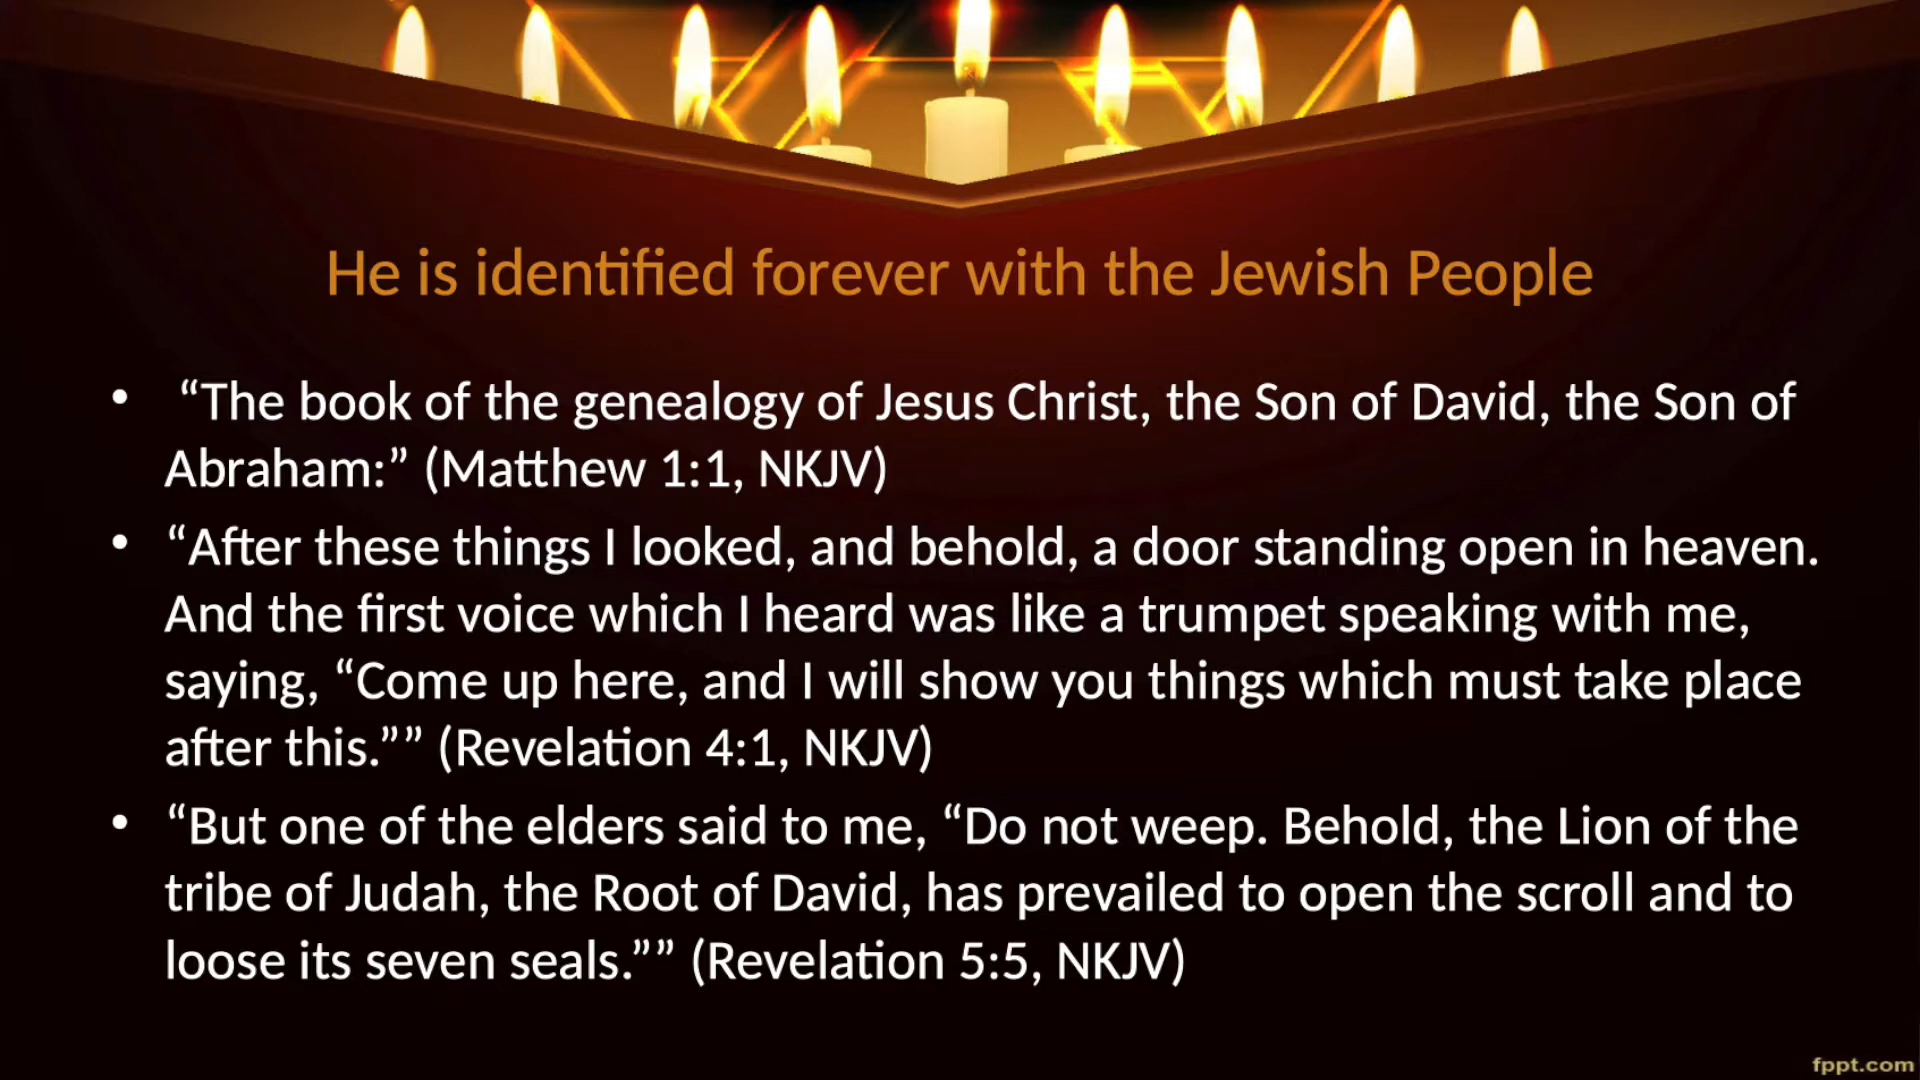 He is identified forever with the Jewish People
• “The book of the genealogy of Jesus Christ, the Son of David, the Son of
Abraham:” (Matthew 1:1, NKJV)
• “After these things I looked, and behold, a door standing open in heaven.
And the first voice which I heard was like a trumpet speaking with me,
saying, “Come up here, and I will show you things which must take place
after this.”” (Revelation 4:1, NKJV)
• “But one of the elders said to me, “Do not weep. Behold, the Lion of the
tribe of Judah, the Root of David, has prevailed to open the scroll and to
loose its seven seals.”” (Revelation 5:5, NKJV)
fppt.com